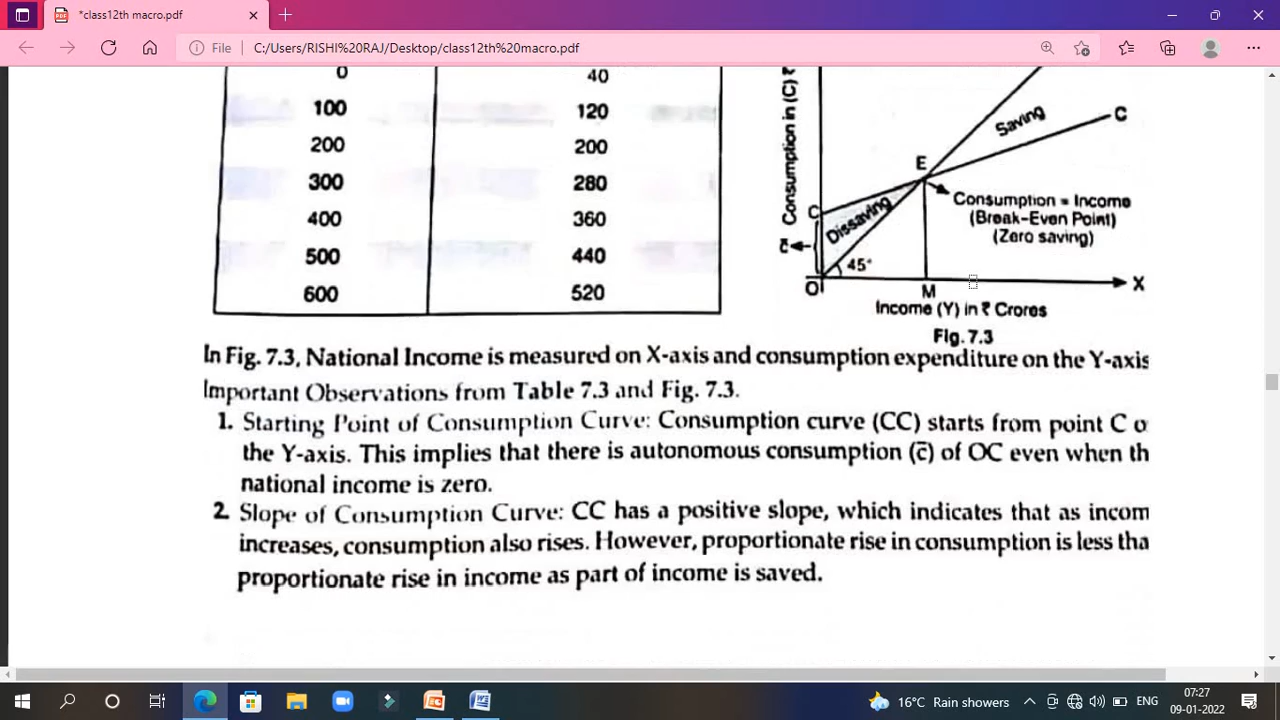 *class12th macro.pdf
File C:/Users/RISHI%20RAJ/Desktop/class12th%20macro.pdf
0 40
100 120
200 200
300 280
400 360
500 440
600 520
Consumption in (C) ₹
Saving
C
E
Consumption = Income
(Break-Even Point)
(Zero saving)
C
Dissaving
c̄
45°
O
M
X
Income (Y) in ₹ Crores
Fig. 7.3
In Fig. 7.3, National Income is measured on X-axis and consumption expenditure on the Y-axis
Important Observations from Table 7.3 and Fig. 7.3.
1. Starting Point of Consumption Curve: Consumption curve (CC) starts from point C o
the Y-axis. This implies that there is autonomous consumption (c̄) of OC even when th
national income is zero.
2. Slope of Consumption Curve: CC has a positive slope, which indicates that as incom
increases, consumption also rises. However, proportionate rise in consumption is less tha
proportionate rise in income as part of income is saved.
16°C Rain showers
ENG
07:27
09-01-2022